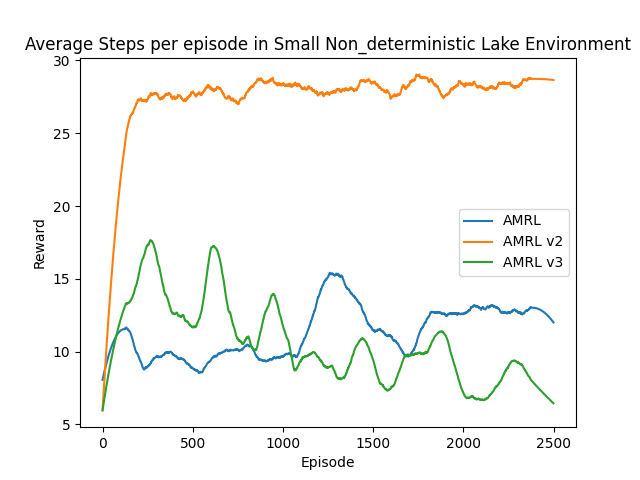 Average Steps per episode in Small Non_deterministic Lake Environment
30
25
20
15
10
5
Reward
AMRL
AMRL v2
AMRL v3
0 500 1000 1500 2000 2500
Episode